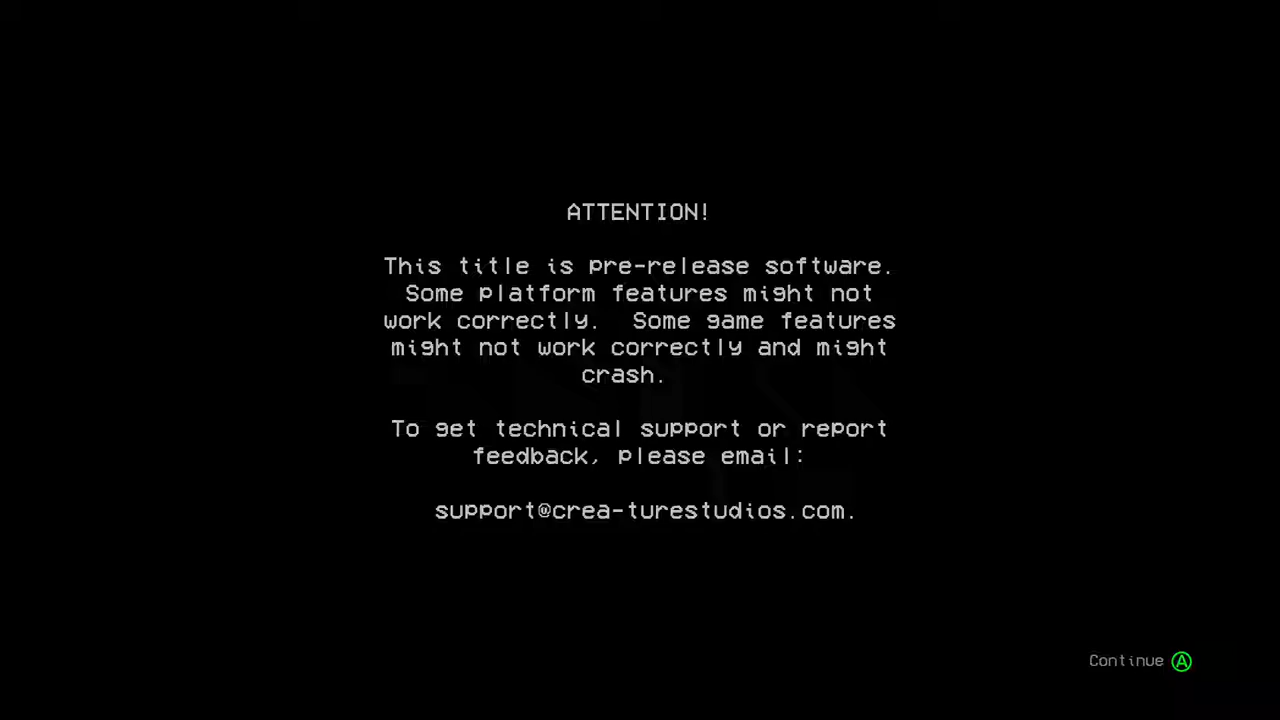 ATTENTION!
This title is pre-release software.
Some platform features might not
work correctly.  Some game features
might not work correctly and might
crash.
To get technical support or report
feedback, please email:
support@crea-turestudios.com.
Continue A